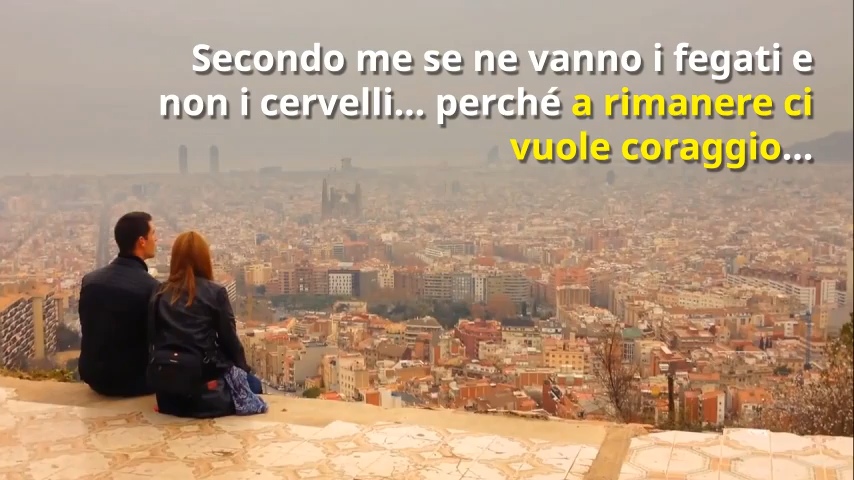 Secondo me se ne vanno i fegati e
non i cervelli... perché a rimanere ci
vuole coraggio...